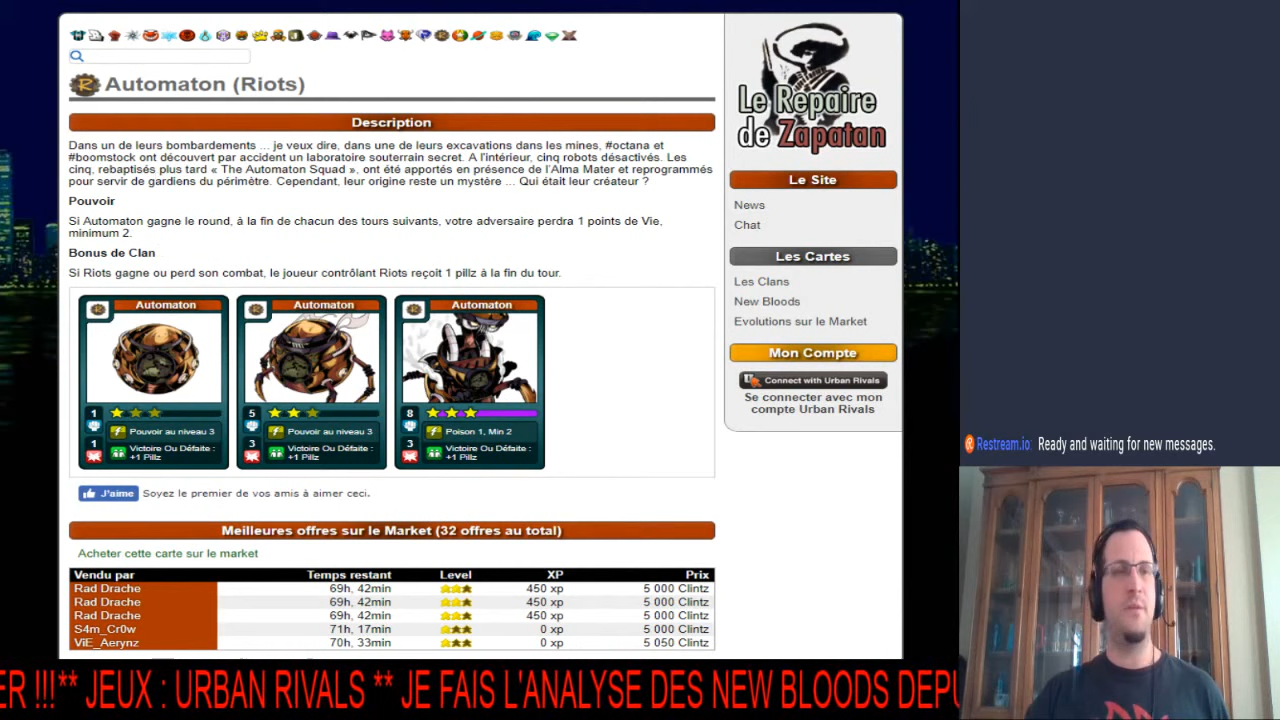 Automaton (Riots)
Description
Dans un de leurs bombardements ... je veux dire, dans une de leurs excavations dans les mines, #octana et
#boomstock ont découvert par accident un laboratoire souterrain secret. A l'intérieur, cinq robots désactivés. Les
cinq, rebaptisés plus tard « The Automaton Squad », ont été apportés en présence de l'Alma Mater et reprogrammés
pour servir de gardiens du périmètre. Cependant, leur origine reste un mystère ... Qui était leur créateur ?
Pouvoir
Si Automaton gagne le round, à la fin de chacun des tours suivants, votre adversaire perdra 1 points de Vie,
minimum 2.
Bonus de Clan
Si Riots gagne ou perd son combat, le joueur contrôlant Riots reçoit 1 pillz à la fin du tour.
Automaton
1
Pouvoir au niveau 3
1
Victoire Ou Défaite :
+1 Pillz
Automaton
5
Pouvoir au niveau 3
3
Victoire Ou Défaite :
+1 Pillz
Automaton
8
Poison 1, Min 2
3
Victoire Ou Défaite :
+1 Pillz
J'aime Soyez le premier de vos amis à aimer ceci.
Meilleures offres sur le Market (32 offres au total)
Acheter cette carte sur le market
Vendu par Temps restant Level XP Prix
Rad Drache 69h, 42min 450 xp 5 000 Clintz
Rad Drache 69h, 42min 450 xp 5 000 Clintz
Rad Drache 69h, 42min 450 xp 5 000 Clintz
S4m_Cr0w 71h, 17min 0 xp 5 000 Clintz
ViE_Aerynz 70h, 33min 0 xp 5 050 Clintz
Le Repaire
de Zapatan
Le Site
News
Chat
Les Cartes
Les Clans
New Bloods
Evolutions sur le Market
Mon Compte
Connect with Urban Rivals
Se connecter avec mon
compte Urban Rivals
Restream.io: Ready and waiting for new messages.
ER !!!** JEUX : URBAN RIVALS ** JE FAIS L'ANALYSE DES NEW BLOODS DEPU